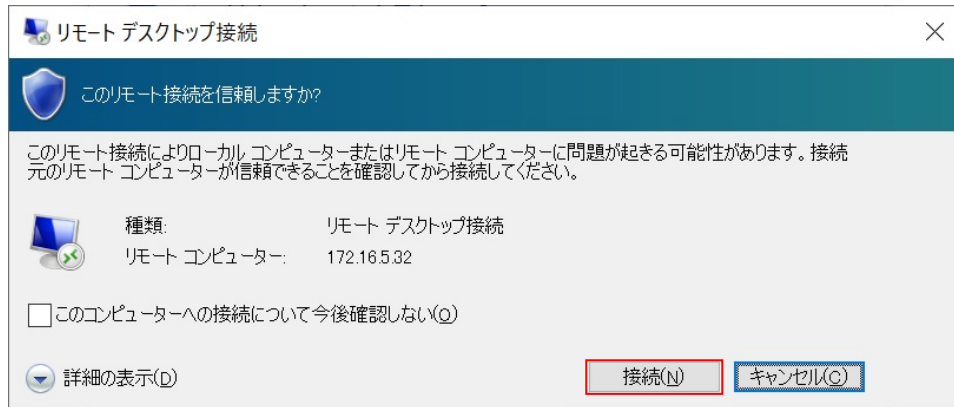 リモート デスクトップ接続
このリモート接続を信頼しますか?
このリモート接続によりローカル コンピューターまたはリモート コンピューターに問題が起きる可能性があります。接続
元のリモート コンピューターが信頼できることを確認してから接続してください。
種類: リモート デスクトップ接続
リモート コンピューター: 172.16.5.32
このコンピューターへの接続について今後確認しない(O)
詳細の表示(D) 接続(N) キャンセル(C)